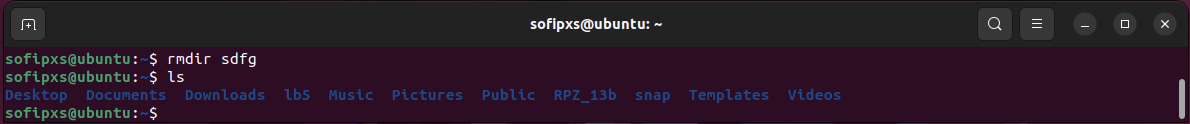 sofipxs@ubuntu: ~
sofipxs@ubuntu:~$ rmdir sdfg
sofipxs@ubuntu:~$ ls
Desktop  Documents  Downloads  lb5  Music  Pictures  Public  RPZ_13b  snap  Templates  Videos
sofipxs@ubuntu:~$